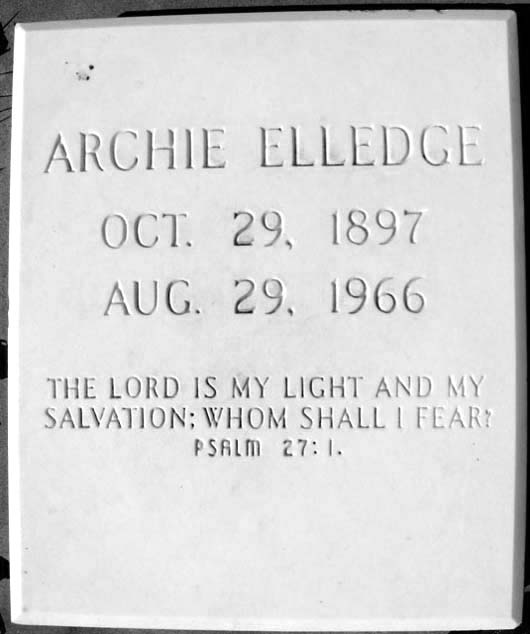 ARCHIE ELLEDGE
OCT. 29, 1897
AUG. 29, 1966
THE LORD IS MY LIGHT AND MY
SALVATION; WHOM SHALL I FEAR?
PSALM 27:1.